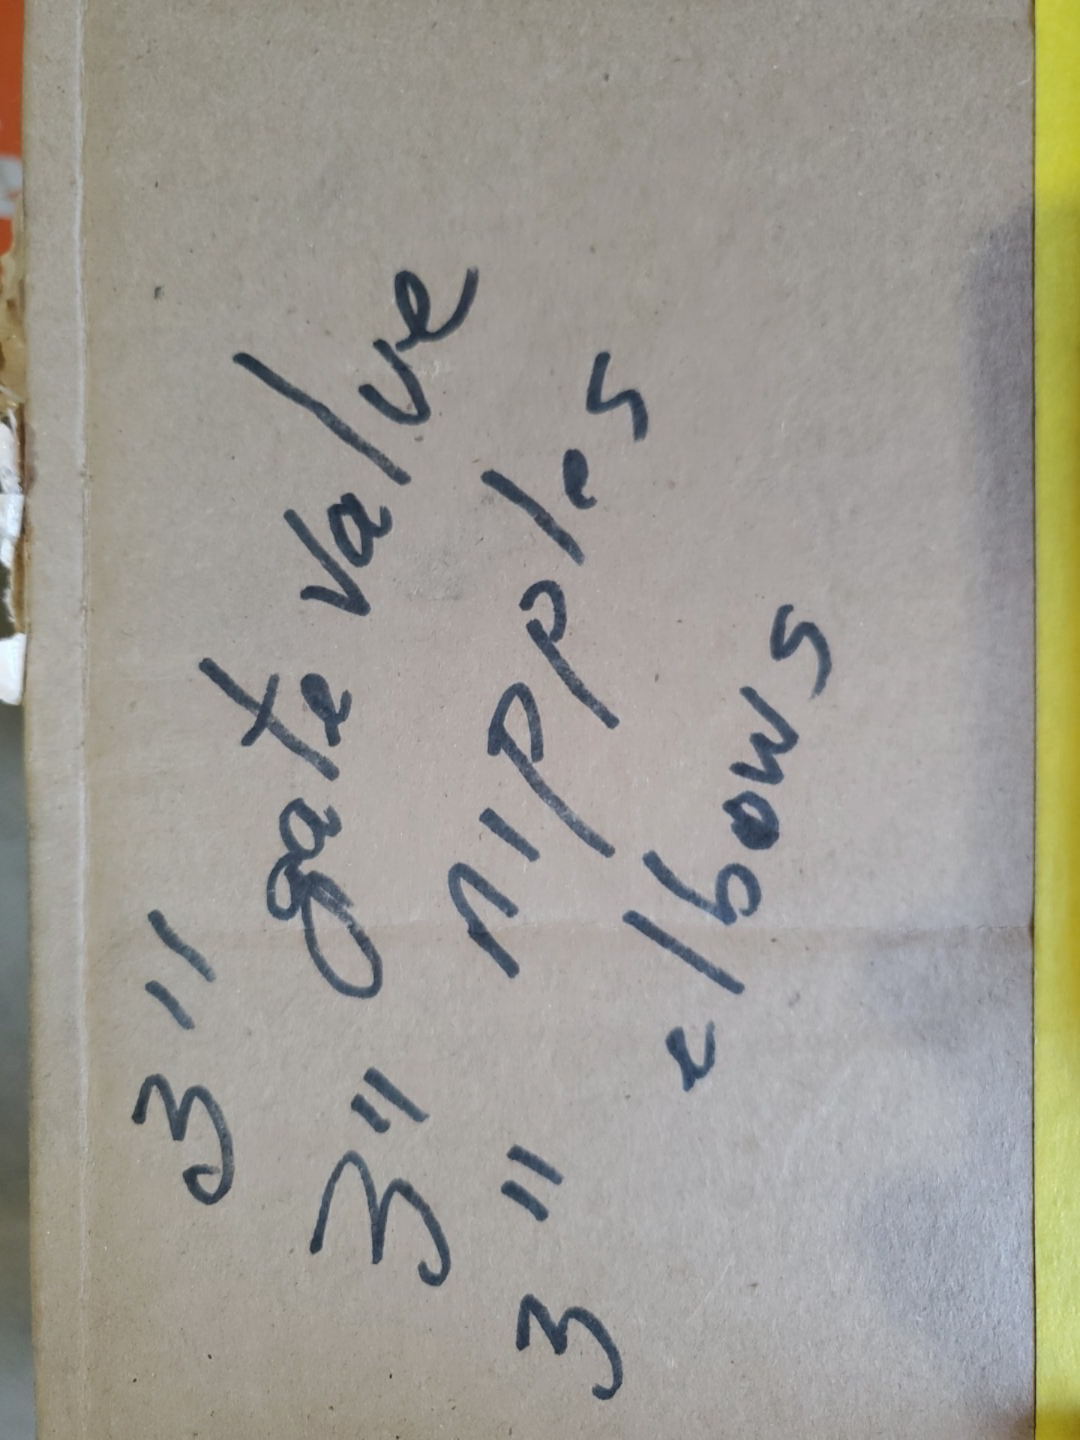 3" gate valve
3" nipples
3" elbows